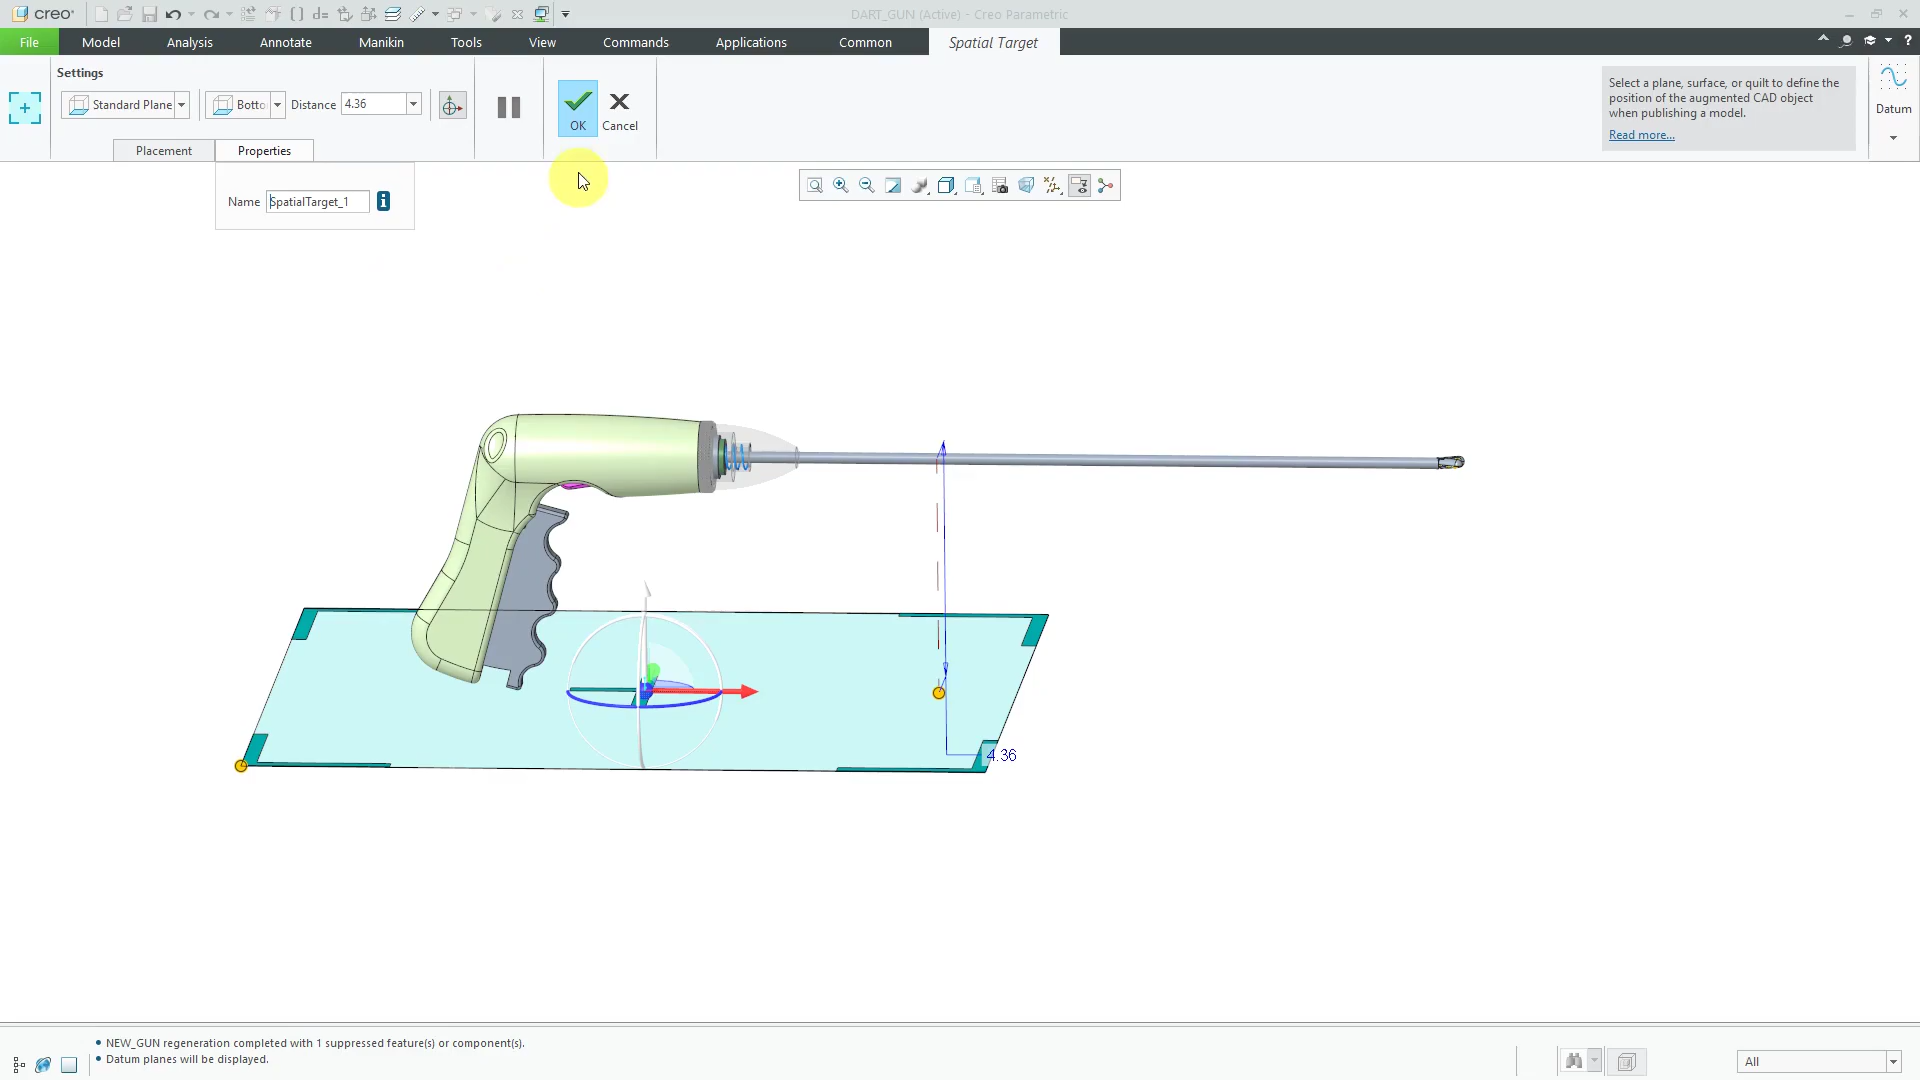 creo®
DART_GUN (Active) - Creo Parametric
File Model Analysis Annotate Manikin Tools View Commands Applications Common Spatial Target
Settings
Standard Plane Botto Distance 4.36
OK Cancel
Placement Properties
Name SpatialTarget_1
Select a plane, surface, or quilt to define the
position of the augmented CAD object
when publishing a model.
Read more...
Datum
4.36
• NEW_GUN regeneration completed with 1 suppressed feature(s) or component(s).
• Datum planes will be displayed.
All